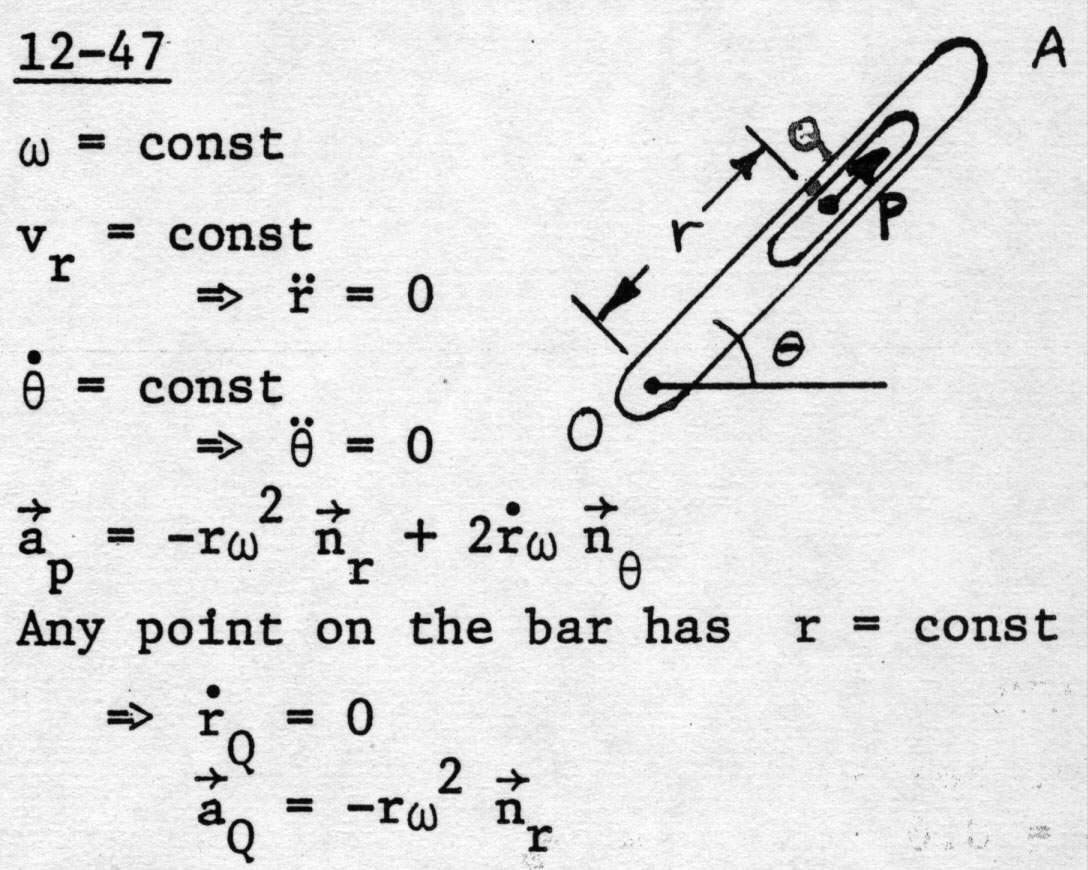 12-47
A
ω = const
Q
v_r = const
P
r
⇒ r̈ = 0
θ
θ̇ = const
⇒ θ̈ = 0
O
a⃗_p = -rω² n⃗_r + 2ṙω n⃗_θ
Any point on the bar has r = const
⇒ ṙ_Q = 0
a⃗_Q = -rω² n⃗_r